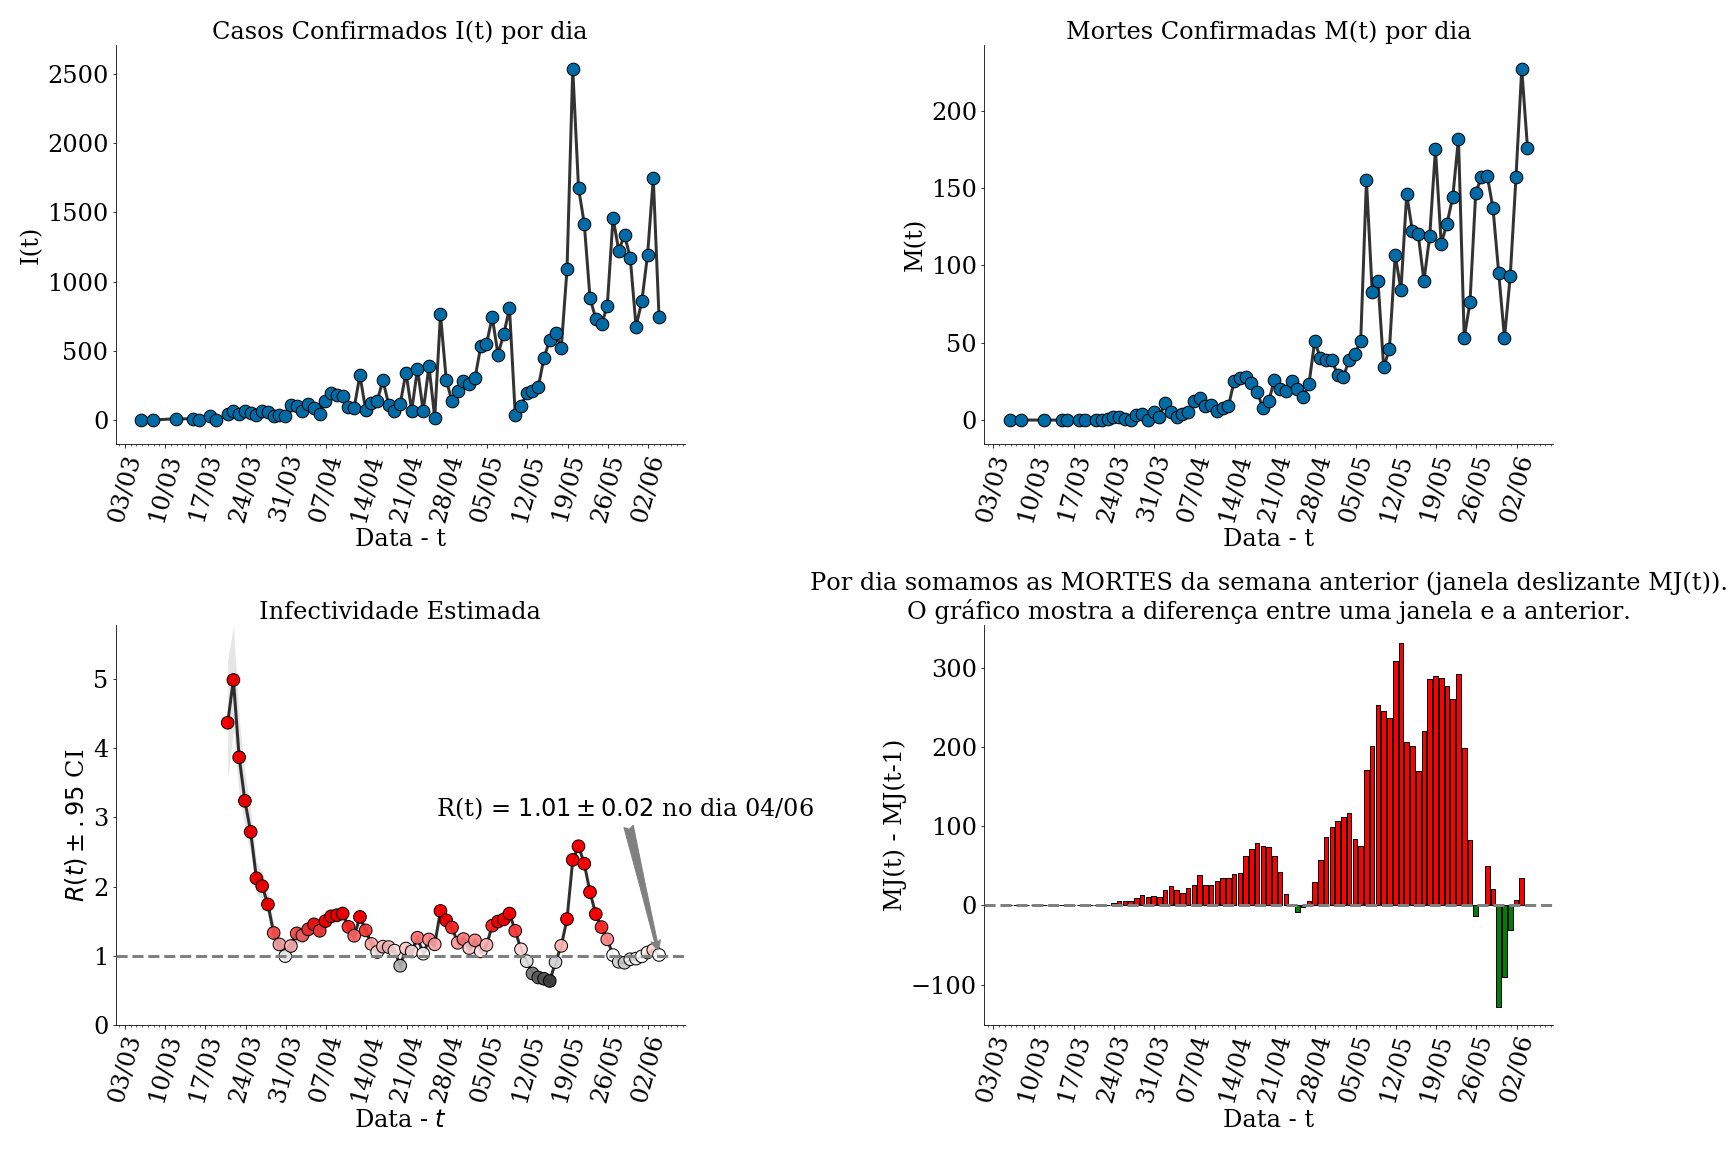 Casos Confirmados I(t) por dia
I(t)
2500
2000
1500
1000
500
0
03/03 10/03 17/03 24/03 31/03 07/04 14/04 21/04 28/04 05/05 12/05 19/05 26/05 02/06
Data - t
Mortes Confirmadas M(t) por dia
M(t)
200
150
100
50
0
03/03 10/03 17/03 24/03 31/03 07/04 14/04 21/04 28/04 05/05 12/05 19/05 26/05 02/06
Data - t
Infectividade Estimada
R(t) ± .95 CI
5
4
3
2
1
0
R(t) = 1.01 ± 0.02 no dia 04/06
03/03 10/03 17/03 24/03 31/03 07/04 14/04 21/04 28/04 05/05 12/05 19/05 26/05 02/06
Data - t
Por dia somamos as MORTES da semana anterior (janela deslizante MJ(t)).
O gráfico mostra a diferença entre uma janela e a anterior.
MJ(t) - MJ(t-1)
300
200
100
0
−100
03/03 10/03 17/03 24/03 31/03 07/04 14/04 21/04 28/04 05/05 12/05 19/05 26/05 02/06
Data - t